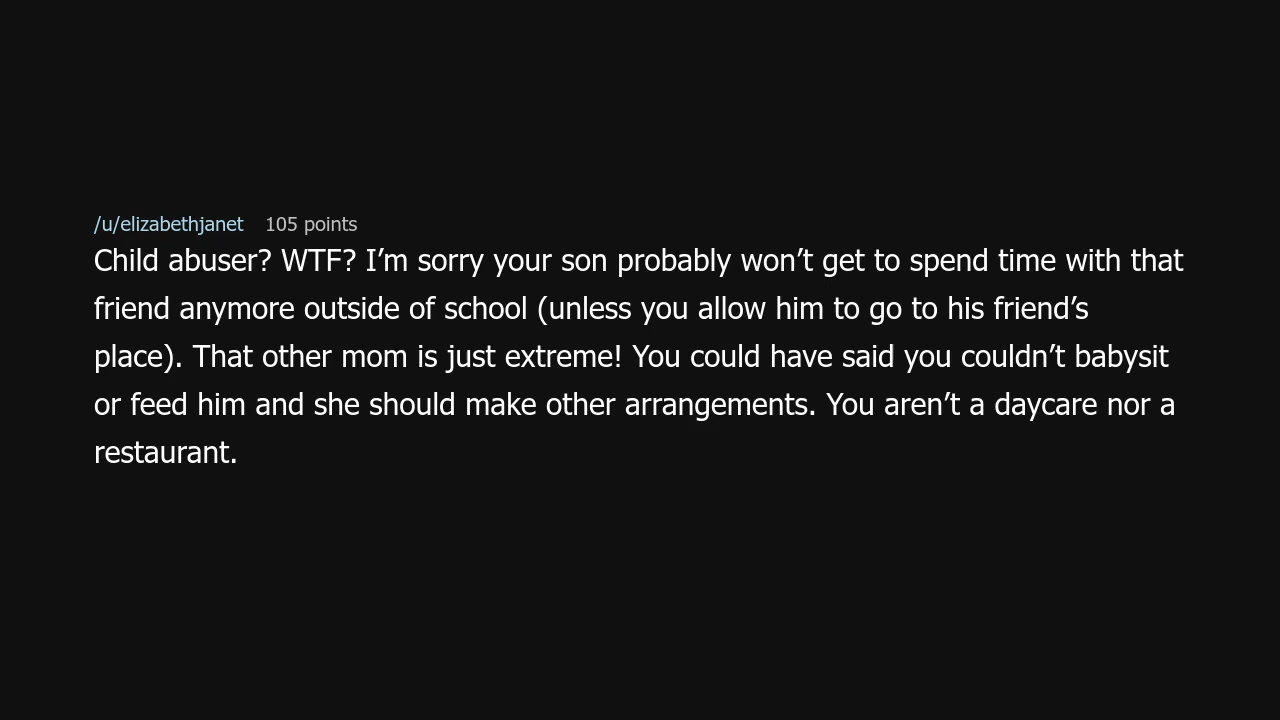 /u/elizabethjanet 105 points
Child abuser? WTF? I’m sorry your son probably won’t get to spend time with that
friend anymore outside of school (unless you allow him to go to his friend’s
place). That other mom is just extreme! You could have said you couldn’t babysit
or feed him and she should make other arrangements. You aren’t a daycare nor a
restaurant.